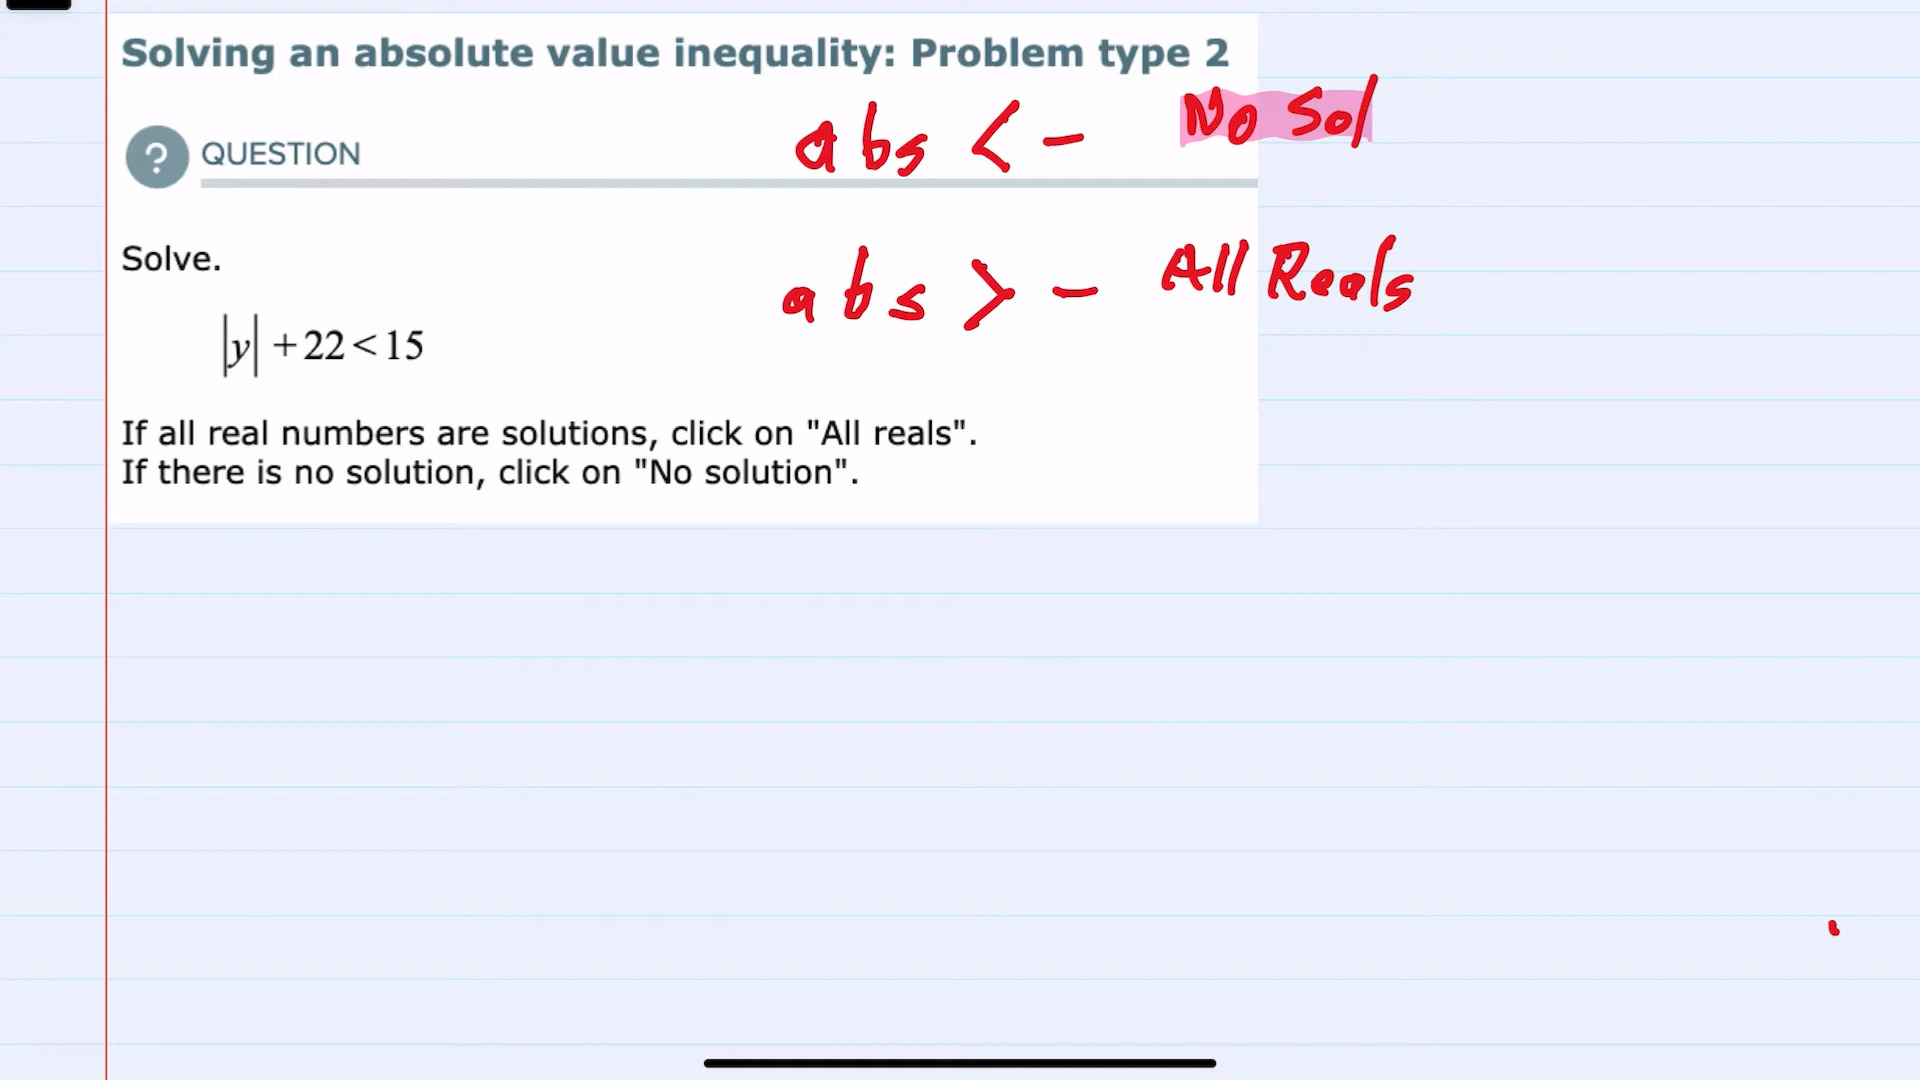 Solving an absolute value inequality: Problem type 2
abs < - No Sol
? QUESTION
Solve.
abs > - All Reals
|y| + 22 < 15
If all real numbers are solutions, click on "All reals".
If there is no solution, click on "No solution".